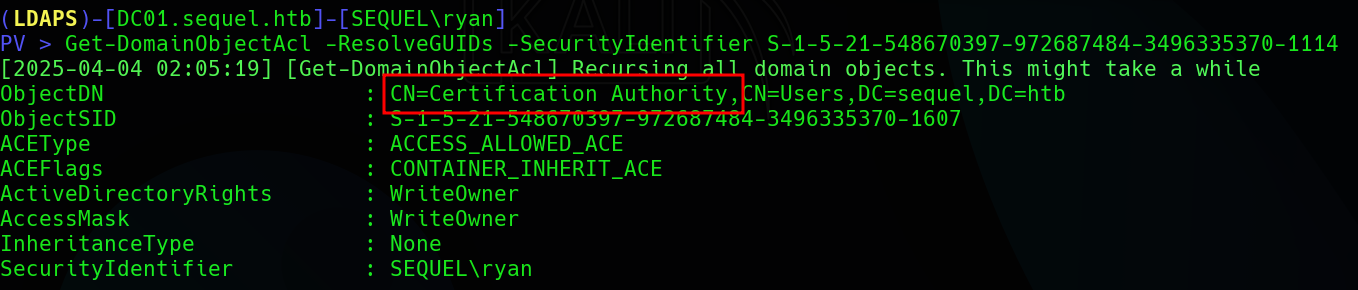 (LDAPS)-[DC01.sequel.htb]-[SEQUEL\ryan]
PV > Get-DomainObjectAcl -ResolveGUIDs -SecurityIdentifier S-1-5-21-548670397-972687484-3496335370-1114
[2025-04-04 02:05:19] [Get-DomainObjectAcl] Recursing all domain objects. This might take a while
ObjectDN : CN=Certification Authority,CN=Users,DC=sequel,DC=htb
ObjectSID : S-1-5-21-548670397-972687484-3496335370-1607
ACEType : ACCESS_ALLOWED_ACE
ACEFlags : CONTAINER_INHERIT_ACE
ActiveDirectoryRights : WriteOwner
AccessMask : WriteOwner
InheritanceType : None
SecurityIdentifier : SEQUEL\ryan